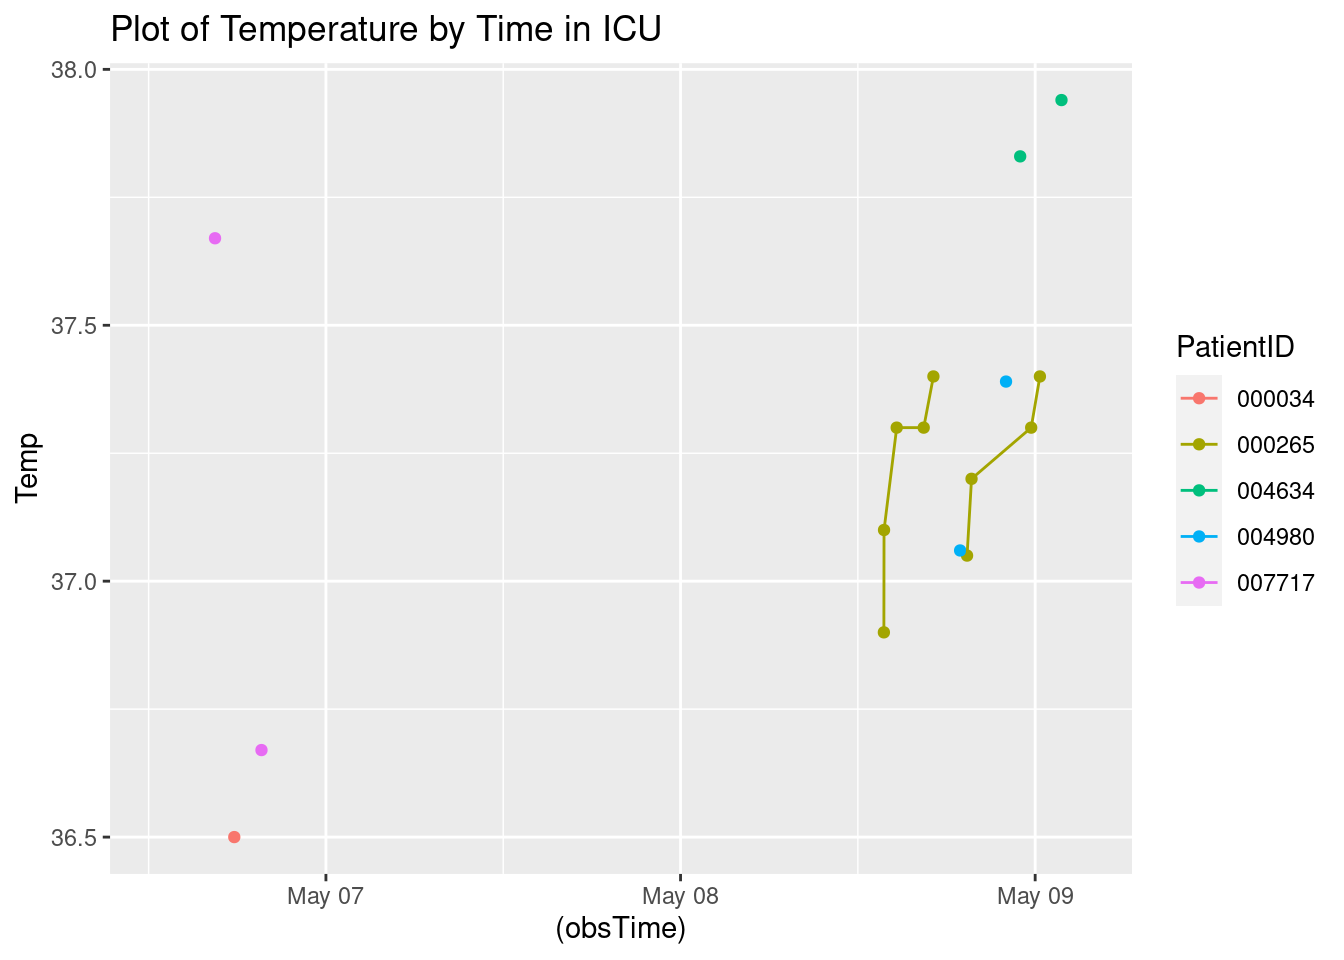 Plot of Temperature by Time in ICU
38.0
37.5
37.0
36.5
Temp
May 07
May 08
May 09
(obsTime)
PatientID
000034
000265
004634
004980
007717